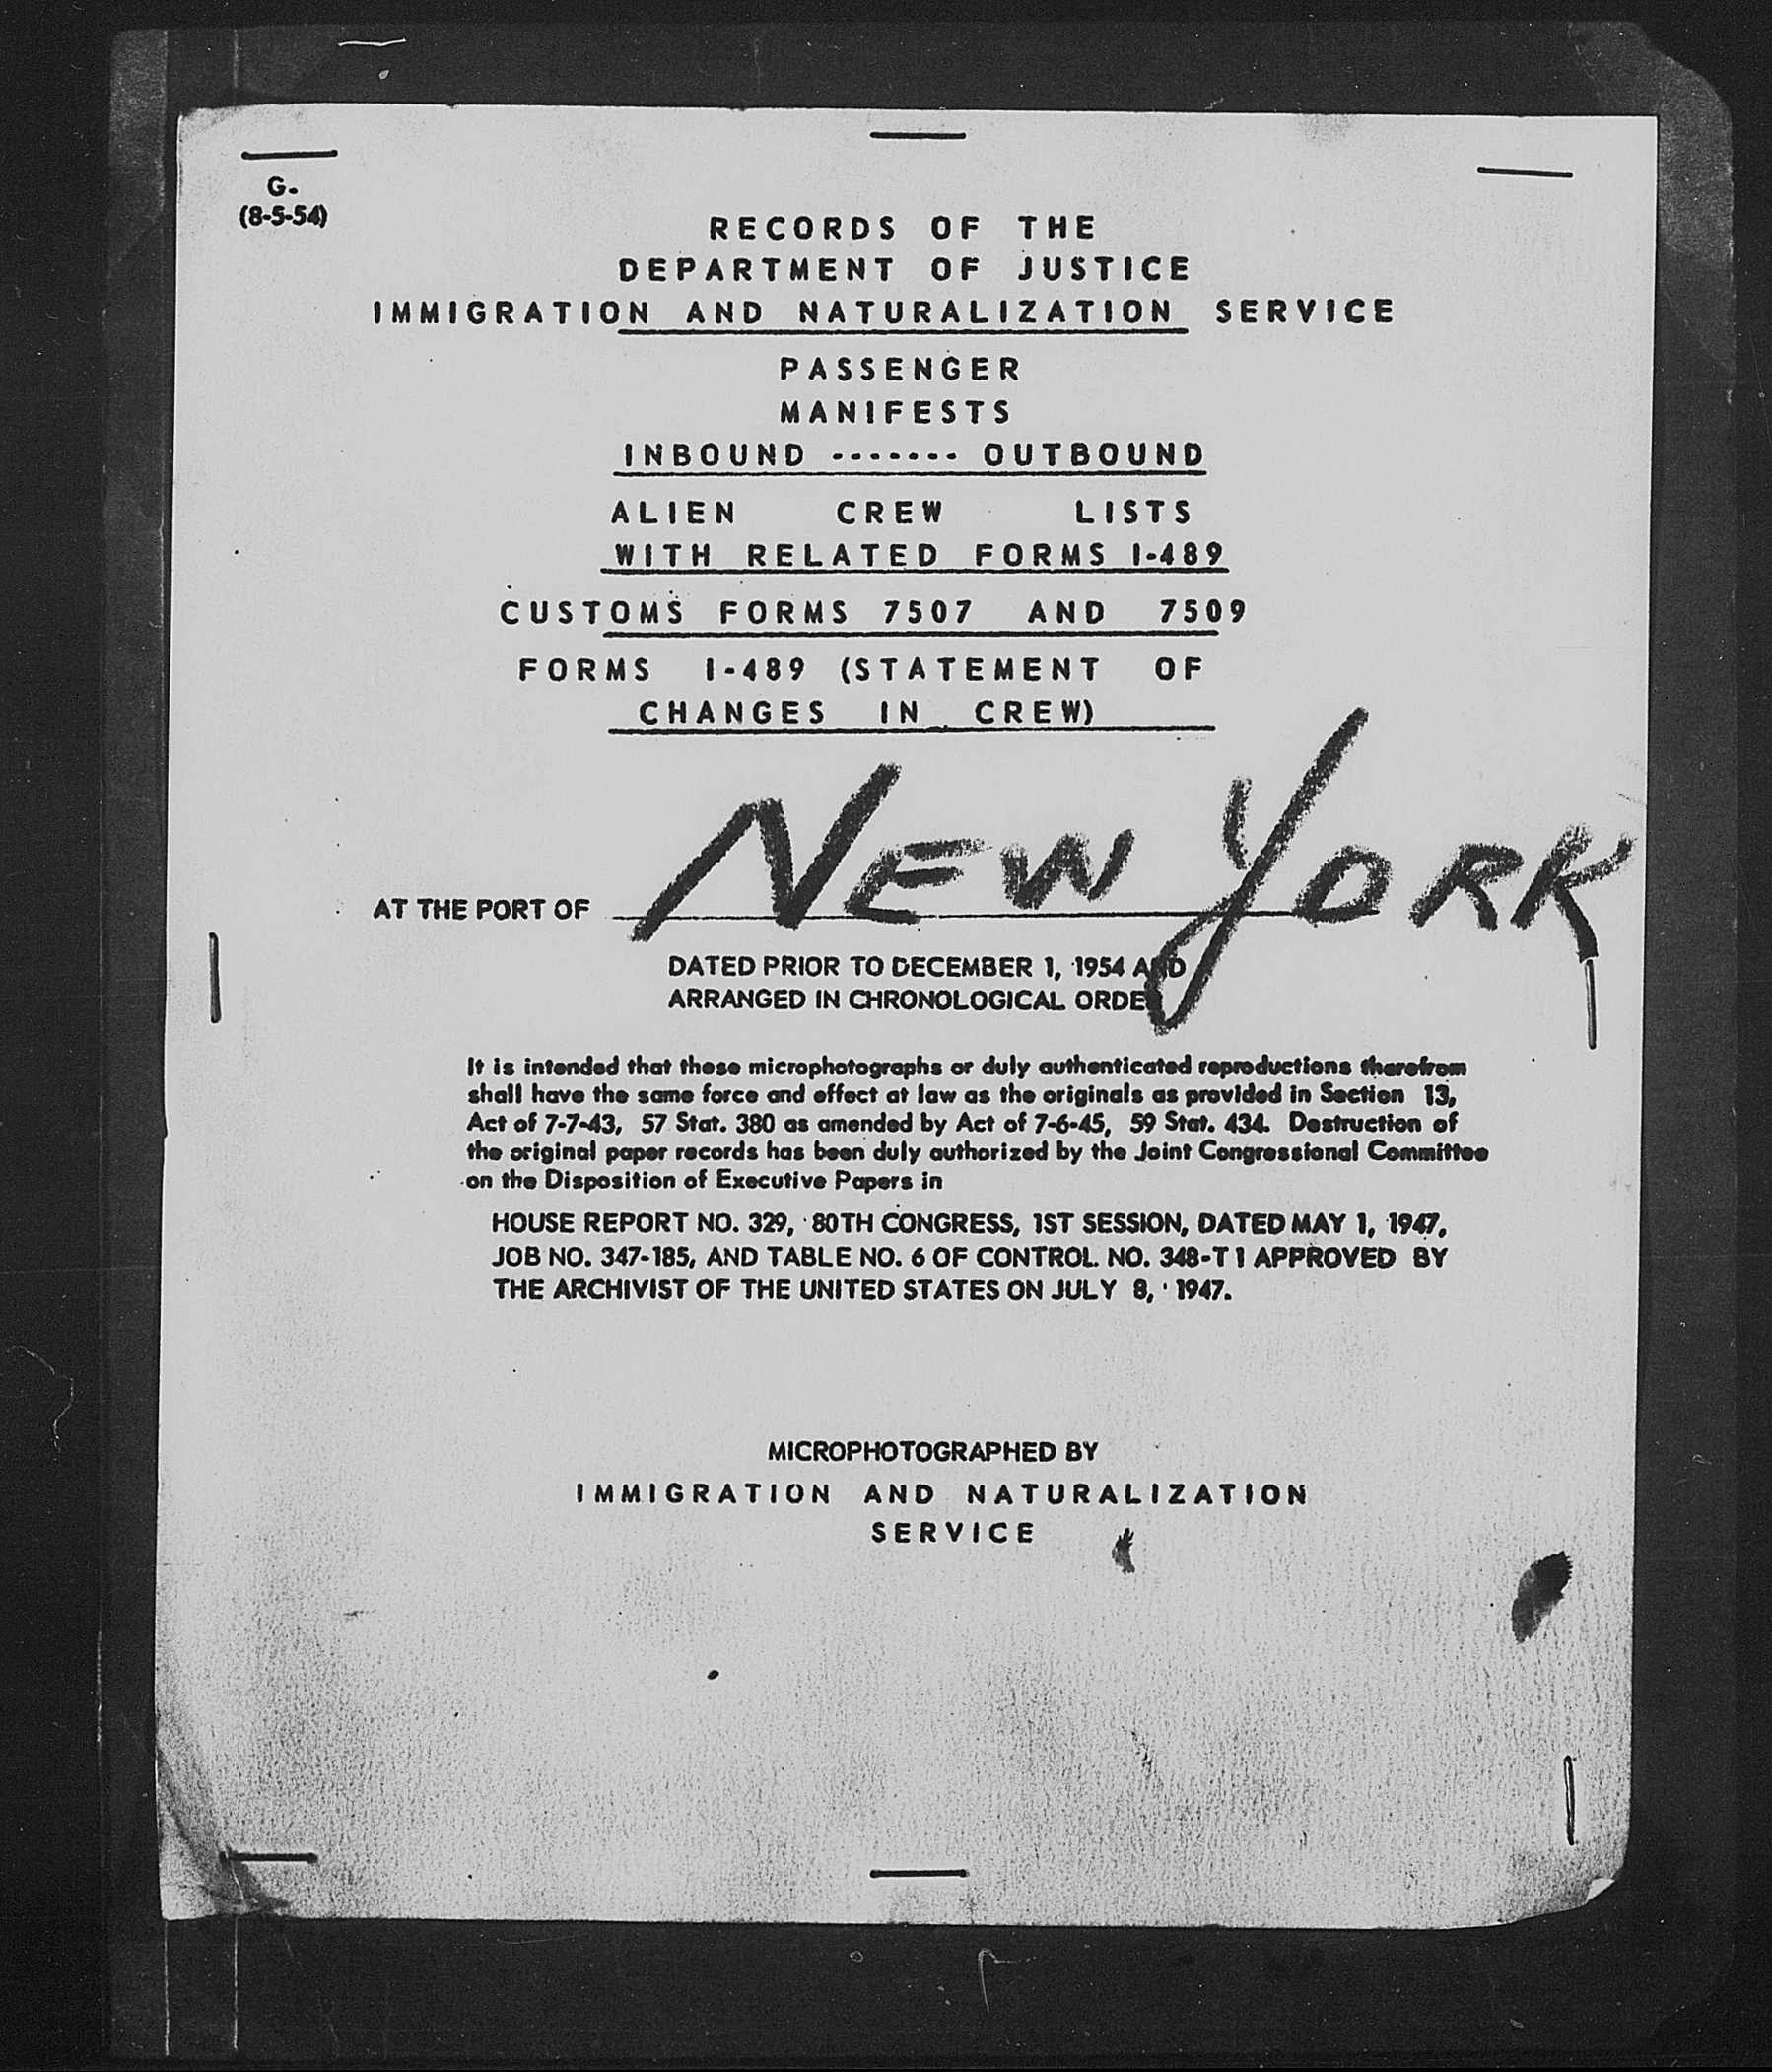 G.
(8-5-54)
RECORDS OF THE
DEPARTMENT OF JUSTICE
IMMIGRATION AND NATURALIZATION SERVICE
PASSENGER
MANIFESTS
INBOUND ------- OUTBOUND
ALIEN CREW LISTS
WITH RELATED FORMS I-489
CUSTOMS FORMS 7507 AND 7509
FORMS I-489 (STATEMENT OF
CHANGES IN CREW)
AT THE PORT OF NEW YORK
DATED PRIOR TO DECEMBER 1, 1954 AND
ARRANGED IN CHRONOLOGICAL ORDER
It is intended that these microphotographs or duly authenticated reproductions therefrom
shall have the same force and effect at law as the originals as provided in Section 13,
Act of 7-7-43, 57 Stat. 380 as amended by Act of 7-6-45, 59 Stat. 434. Destruction of
the original paper records has been duly authorized by the Joint Congressional Committee
on the Disposition of Executive Papers in
HOUSE REPORT NO. 329, 80TH CONGRESS, 1ST SESSION, DATED MAY 1, 1947,
JOB NO. 347-185, AND TABLE NO. 6 OF CONTROL NO. 348-T1 APPROVED BY
THE ARCHIVIST OF THE UNITED STATES ON JULY 8, 1947.
MICROPHOTOGRAPHED BY
IMMIGRATION AND NATURALIZATION
SERVICE